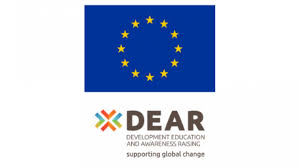 DEAR
DEVELOPMENT EDUCATION
AND AWARENESS RAISING
supporting global change